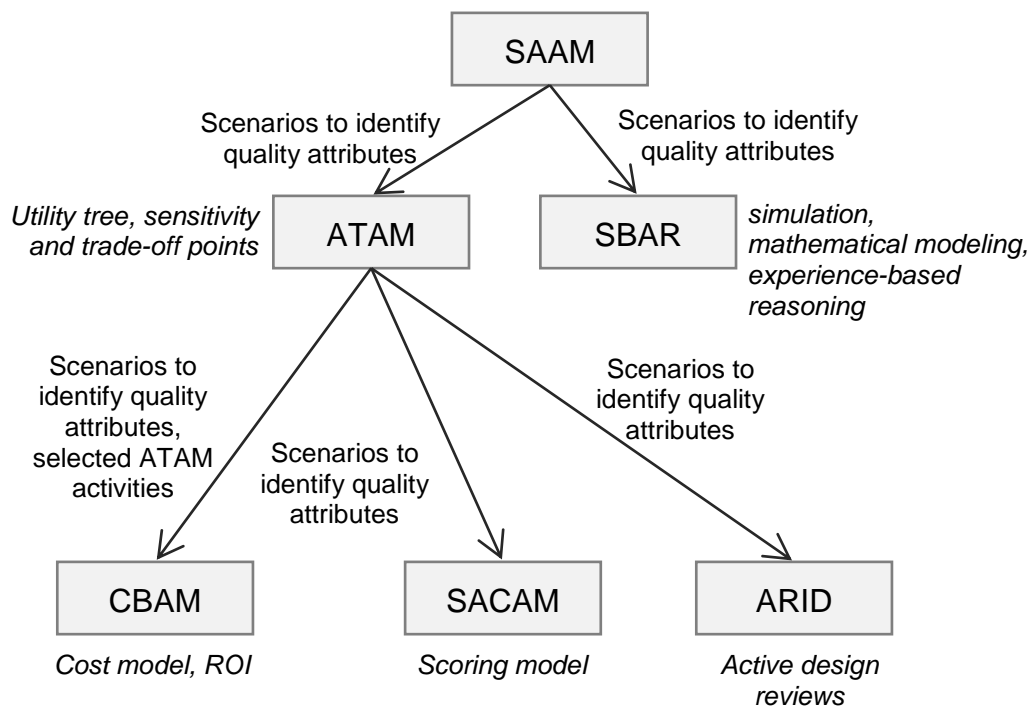 SAAM
Scenarios to identify
quality attributes
Scenarios to identify
quality attributes
Utility tree, sensitivity
and trade-off points
ATAM
SBAR
simulation,
mathematical modeling,
experience-based
reasoning
Scenarios to
identify quality
attributes,
selected ATAM
activities
Scenarios to
identify quality
attributes
Scenarios to
identify quality
attributes
CBAM
SACAM
ARID
Cost model, ROI
Scoring model
Active design
reviews